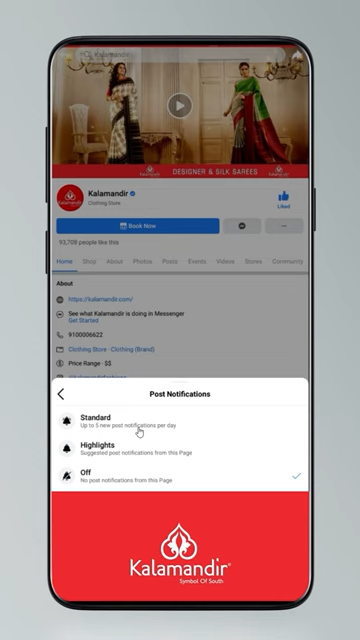 Kalamandir
DESIGNER & SILK SAREES
Kalamandir
Clothing Store
Liked
Book Now
93,708 people like this
Home Shop About Photos Posts Events Videos Stores Community
About
https://kalamandir.com/
See what Kalamandir is doing in Messenger
Get Started
9100006622
Clothing Store · Clothing (Brand)
Price Range · $$
Post Notifications
Standard
Up to 5 new post notifications per day
Highlights
Suggested post notifications from this Page
Off
No post notifications from this Page
Kalamandir
Symbol Of South